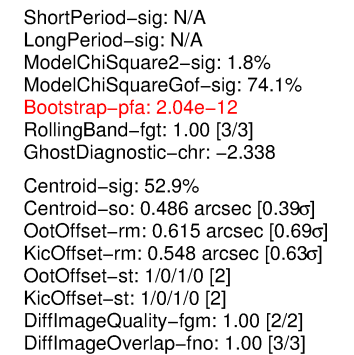 ShortPeriod−sig: N/A
LongPeriod−sig: N/A
ModelChiSquare2−sig: 1.8%
ModelChiSquareGof−sig: 74.1%
Bootstrap−pfa: 2.04e−12
RollingBand−fgt: 1.00 [3/3]
GhostDiagnostic−chr: −2.338
Centroid−sig: 52.9%
Centroid−so: 0.486 arcsec [0.39σ]
OotOffset−rm: 0.615 arcsec [0.69σ]
KicOffset−rm: 0.548 arcsec [0.63σ]
OotOffset−st: 1/0/1/0 [2]
KicOffset−st: 1/0/1/0 [2]
DiffImageQuality−fgm: 1.00 [2/2]
DiffImageOverlap−fno: 1.00 [3/3]